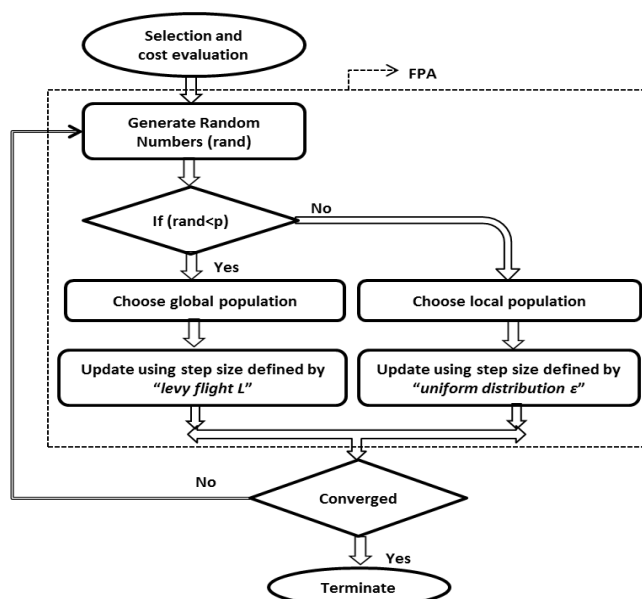 Selection and
cost evaluation
FPA
Generate Random
Numbers (rand)
If (rand<p)
No
Yes
Choose global population
Choose local population
Update using step size defined by
“levy flight L”
Update using step size defined by
“uniform distribution ε”
No
Converged
Yes
Terminate